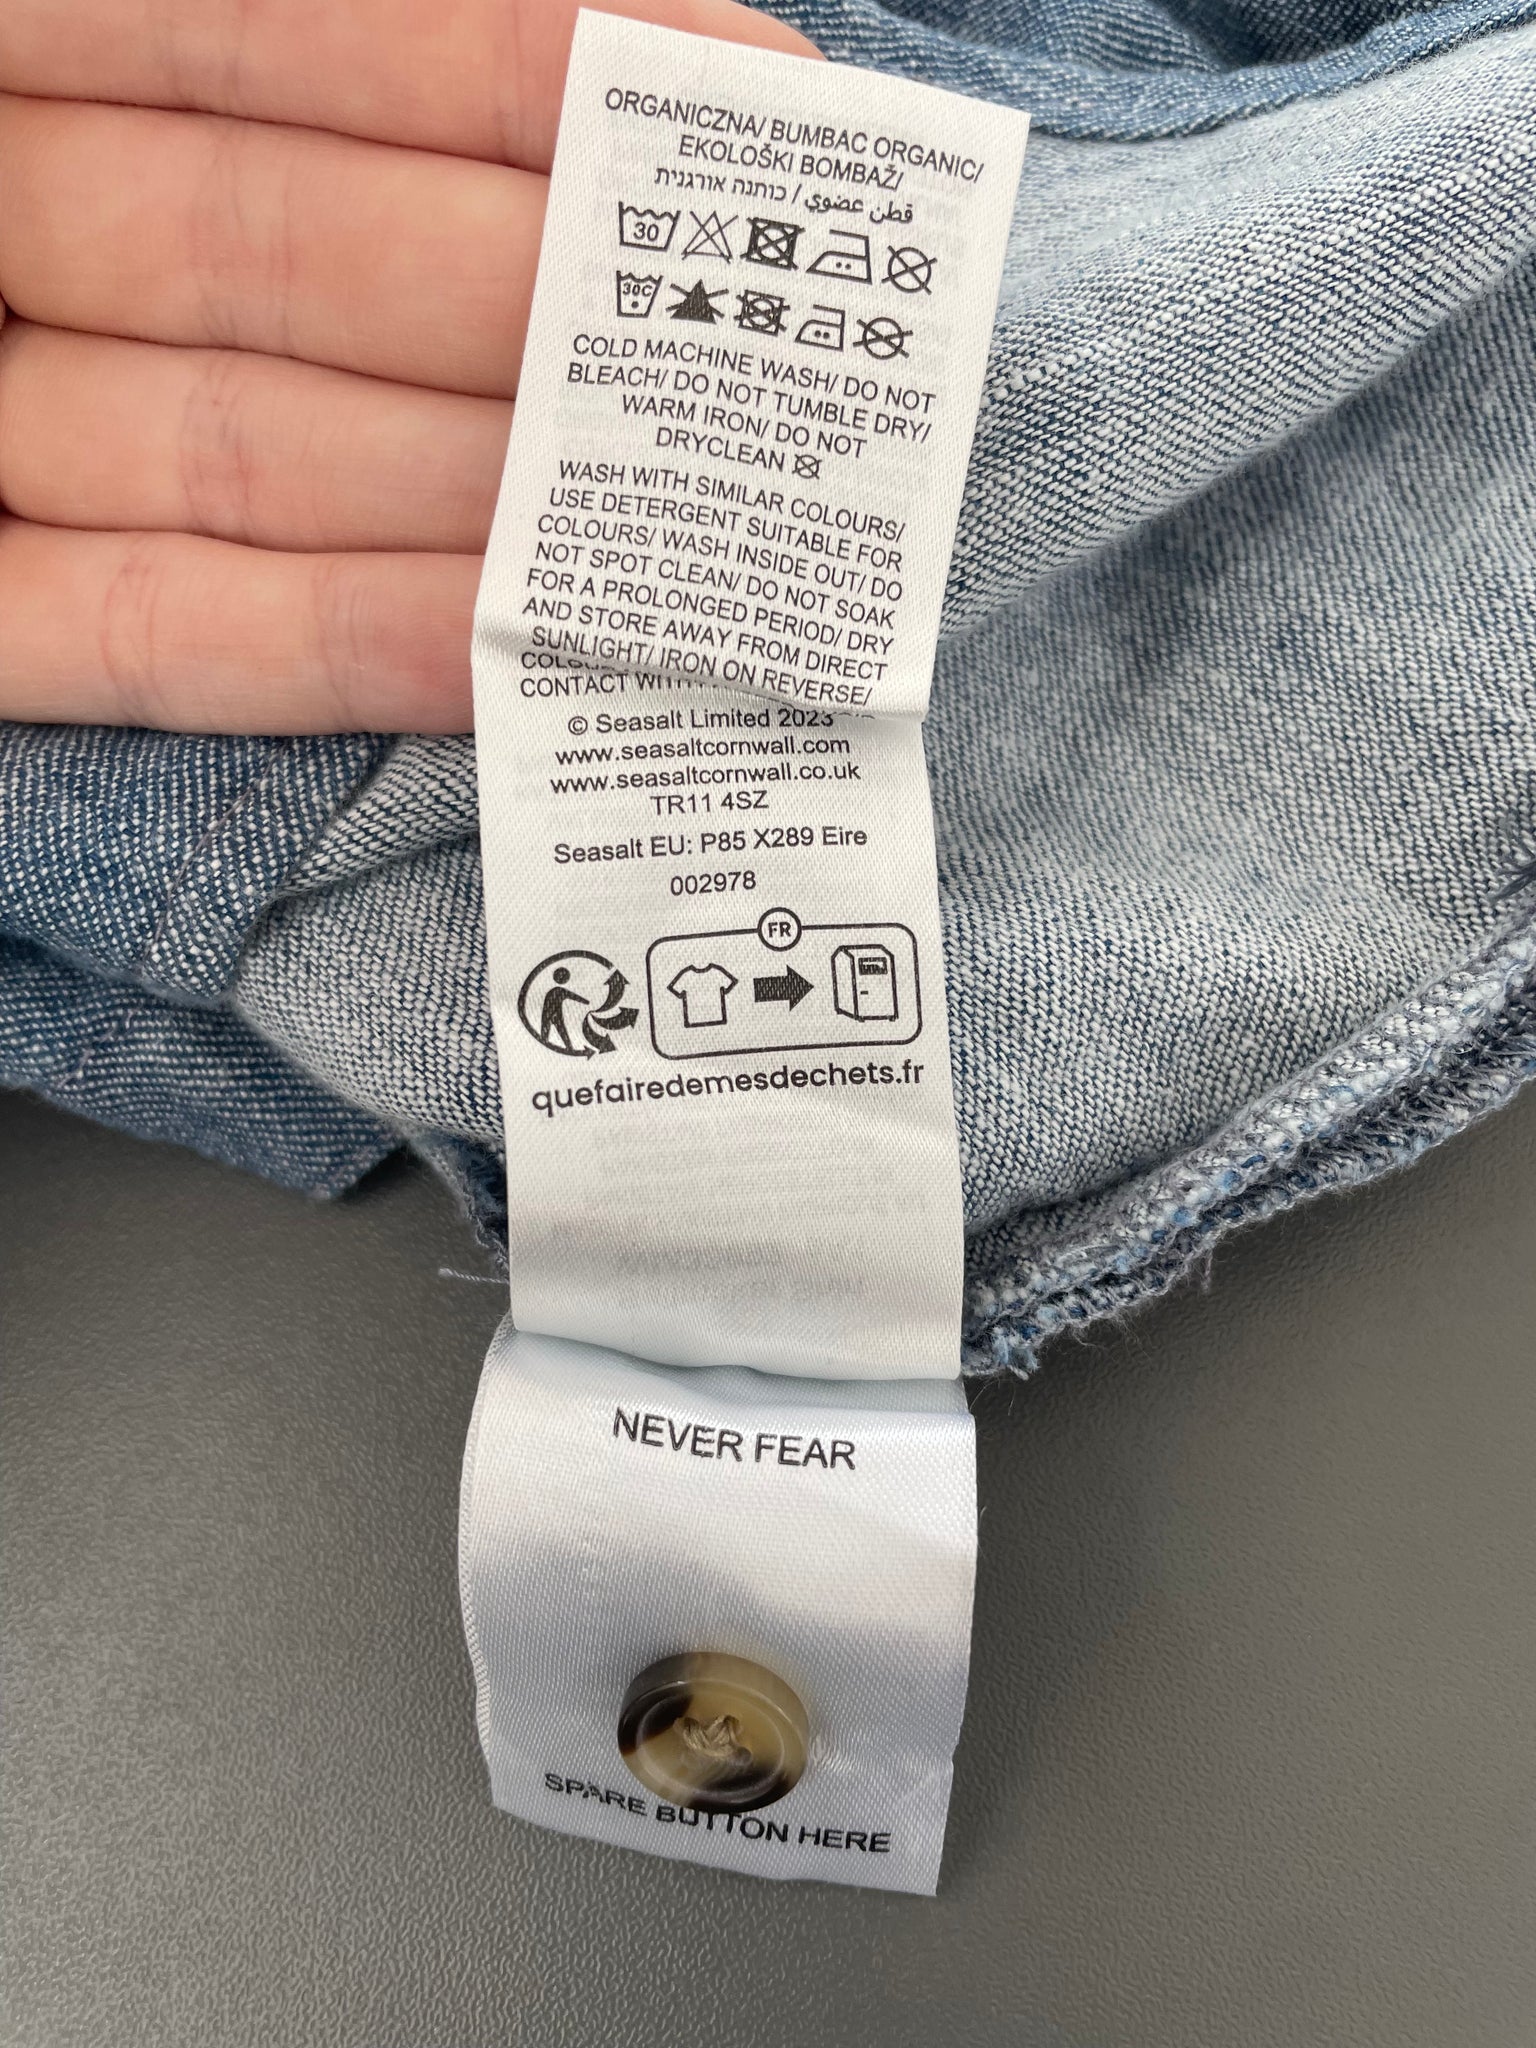 ORGANICZNA/ BUMBAC ORGANIC/
EKOLOŠKI BOMBAŽ/
קטן عضوي / כותנה אורגנית
30
30C
COLD MACHINE WASH/ DO NOT
BLEACH/ DO NOT TUMBLE DRY/
WARM IRON/ DO NOT
DRYCLEAN
WASH WITH SIMILAR COLOURS/
USE DETERGENT SUITABLE FOR
COLOURS/ WASH INSIDE OUT/ DO
NOT SPOT CLEAN/ DO NOT SOAK
FOR A PROLONGED PERIOD/ DRY
AND STORE AWAY FROM DIRECT
SUNLIGHT/ IRON ON REVERSE/
CONTACT WITH
© Seasalt Limited 2023
www.seasaltcornwall.com
www.seasaltcornwall.co.uk
TR11 4SZ
Seasalt EU: P85 X289 Eire
002978
FR
quefairedemesdechets.fr
NEVER FEAR
SPARE BUTTON HERE